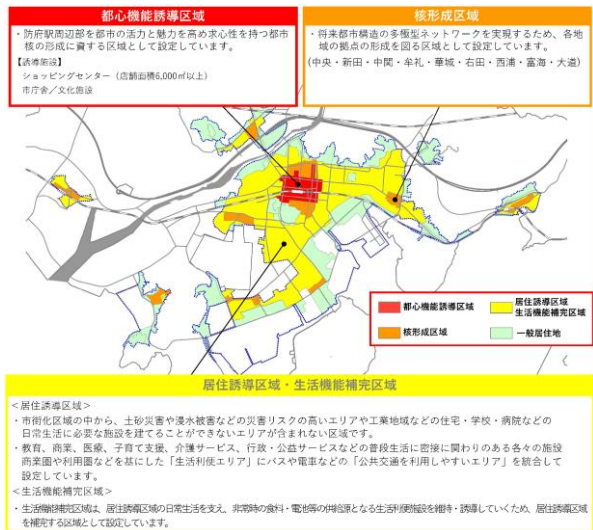 都心機能誘導区域
・防府駅周辺部を都市の活力と魅力を高め求心性を持つ都市
核の形成に資する区域として設定しています。
【誘導施設】
ショッピングセンター（店舗面積6,000㎡以上）
市庁舎／文化施設
核形成区域
・将来都市構造の多極型ネットワークを実現するため、各地
域の拠点の形成を図る区域として設定しています。
(中央・新田・中関・牟礼・華城・右田・西浦・富海・大道)
都心機能誘導区域
居住誘導区域
生活機能補完区域
核形成区域
一般居住地
居住誘導区域・生活機能補完区域
＜居住誘導区域＞
・市街化区域の中から、土砂災害や浸水被害などの災害リスクの高いエリアや工業地域などの住宅・学校・病院などの
日常生活に必要な施設を建てることができないエリアが含まれない区域です。
・教育、商業、医療、子育て支援、介護サービス、行政・公益サービスなどの普段生活に密接に関わりのある各々の施設
商業圏や利用圏などを基にした「生活利便エリア」にバスや電車などの「公共交通を利用しやすいエリア」を統合して
設定しています。
＜生活機能補完区域＞
・生活機能補完区域は、居住誘導区域の日常生活を支え、非常時の食料・電池等の供給源となる生活利便施設を維持・誘導していくため、居住誘導区域
を補完する区域として設定しています。